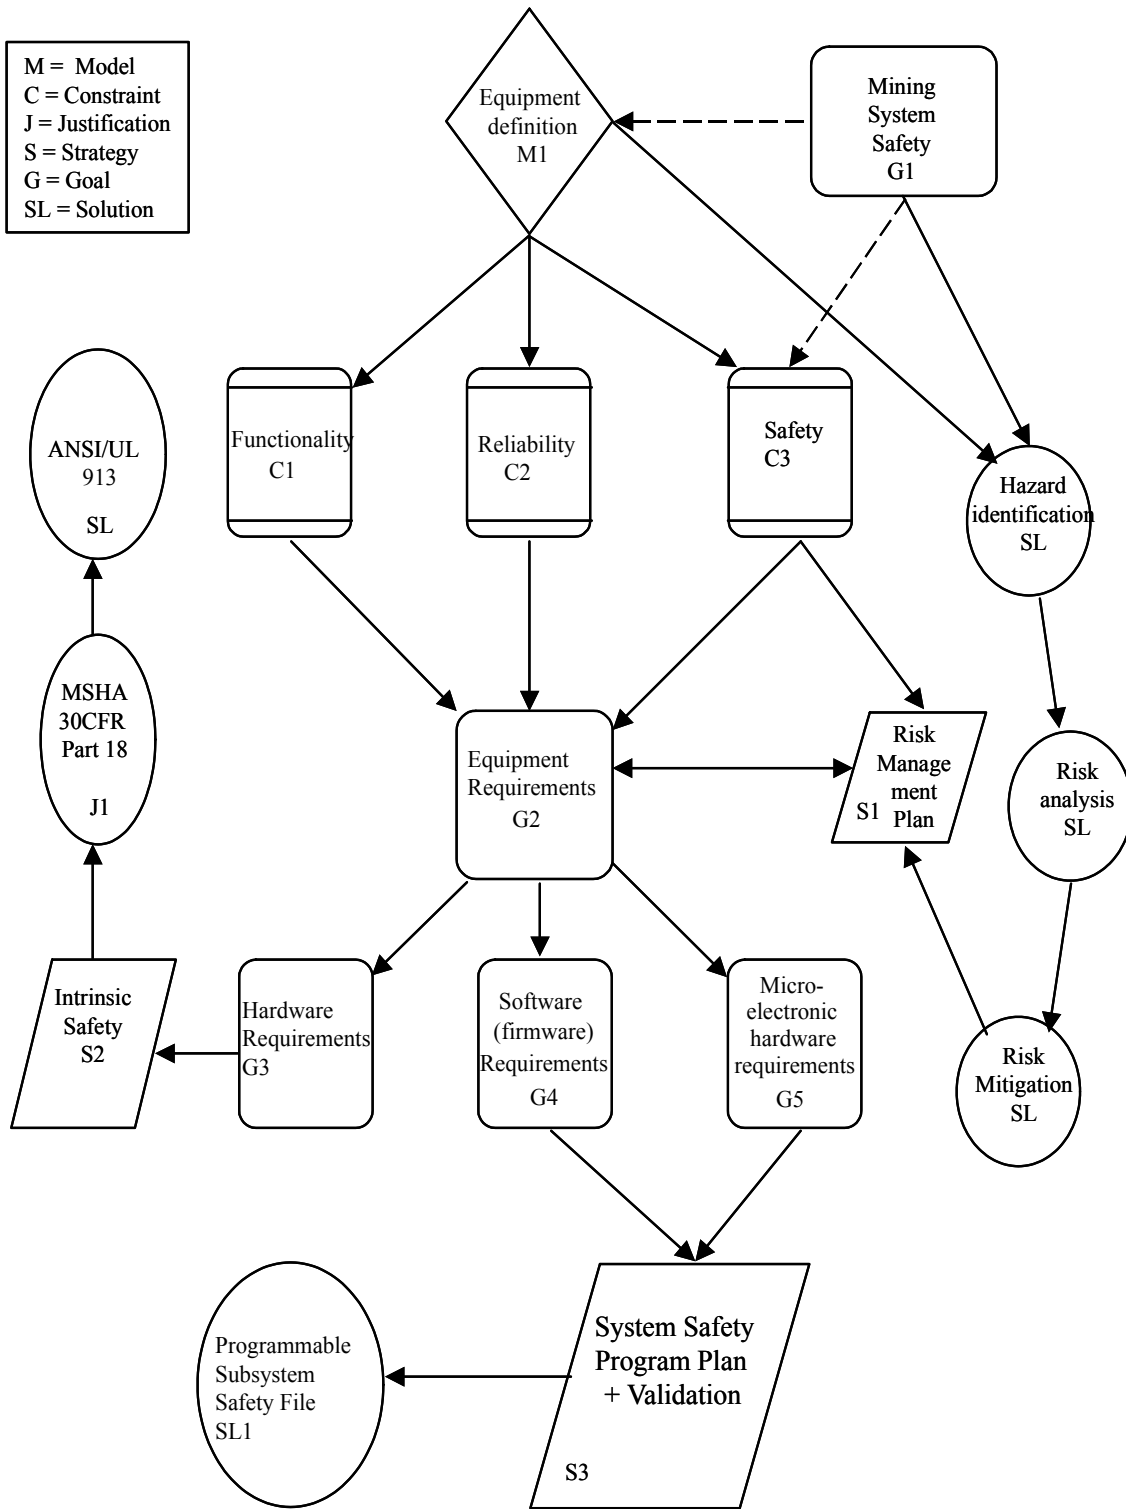 M = Model
C = Constraint
J = Justification
S = Strategy
G = Goal
SL = Solution
Equipment
definition
M1
Mining
System
Safety
G1
Functionality
C1
Reliability
C2
Safety
C3
ANSI/UL
913
SL
Hazard
identification
SL
MSHA
30CFR
Part 18
J1
Equipment
Requirements
G2
Risk
Manage
ment
S1 Plan
Risk
analysis
SL
Intrinsic
Safety
S2
Hardware
Requirements
G3
Software
(firmware)
Requirements
G4
Micro-
electronic
hardware
requirements
G5
Risk
Mitigation
SL
Programmable
Subsystem
Safety File
SL1
System Safety
Program Plan
+ Validation
S3